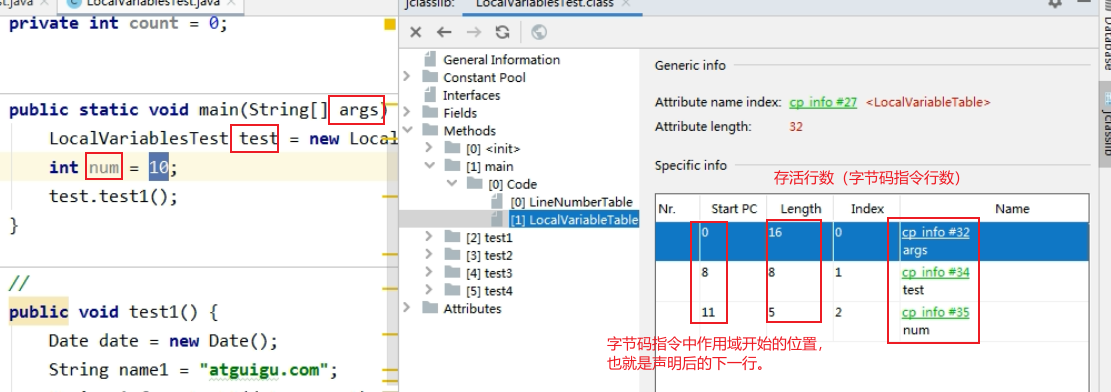 t.java
LocalVariablesTest.java
jclasslib:
LocalVariablesTest.class
private int count = 0;
public static void main(String[] args)
LocalVariablesTest test = new Local
int num = 10;
test.test1();
}
//
public void test1() {
Date date = new Date();
String name1 = "atguigu.com";
General Information
Constant Pool
Interfaces
Fields
Methods
[0] <init>
[1] main
[0] Code
[0] LineNumberTable
[1] LocalVariableTable
[2] test1
[3] test2
[4] test3
[5] test4
Attributes
Generic info
Attribute name index: cp_info #27 <LocalVariableTable>
Attribute length: 32
Specific info
存活行数（字节码指令行数）
Nr. Start PC Length Index Name
0 16 0 cp_info #32
args
8 8 1 cp_info #34
test
11 5 2 cp_info #35
num
字节码指令中作用域开始的位置，
也就是声明后的下一行。
Database
jclasslib